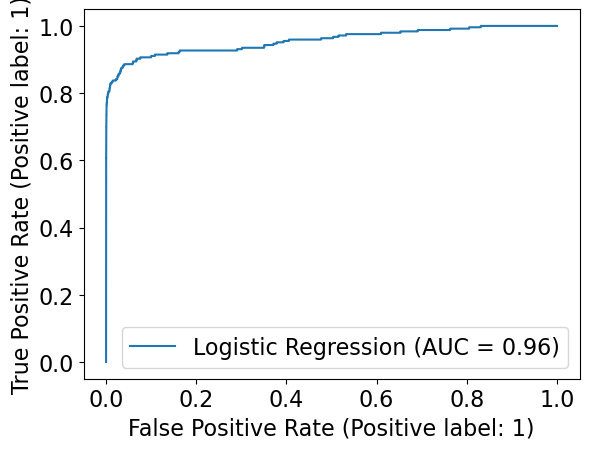 1.0
0.8
0.6
0.4
0.2
0.0
True Positive Rate (Positive label: 1)
Logistic Regression (AUC = 0.96)
0.0 0.2 0.4 0.6 0.8 1.0
False Positive Rate (Positive label: 1)